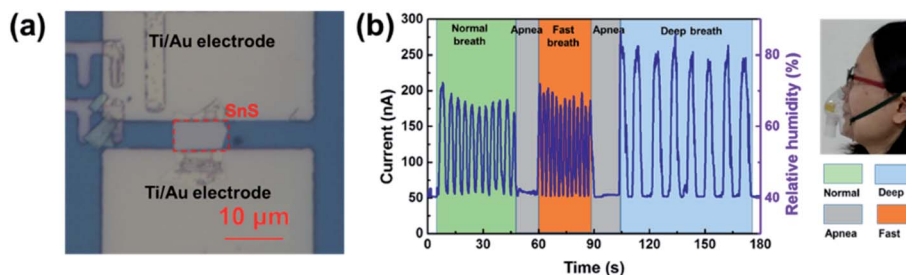 (a)
Ti/Au electrode
SnS
Ti/Au electrode
10 μm
(b)
Current (nA)
300
250
200
150
100
50
0
Normal
breath
Apnea
Fast
breath
Apnea
Deep breath
80
60
40
Relative humidity (%)
0 30 60 90 120 150 180
Time (s)
Normal Deep
Apnea Fast